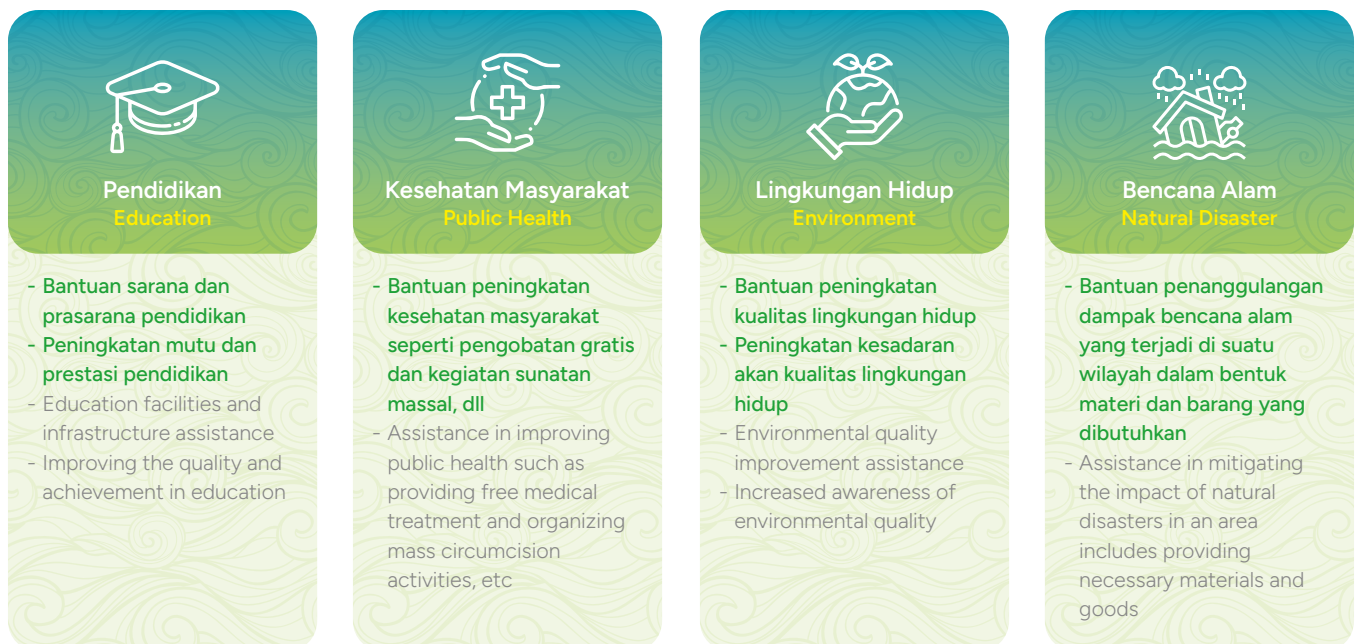 Pendidikan
Education
- Bantuan sarana dan
prasarana pendidikan
- Peningkatan mutu dan
prestasi pendidikan
- Education facilities and
infrastructure assistance
- Improving the quality and
achievement in education
Kesehatan Masyarakat
Public Health
- Bantuan peningkatan
kesehatan masyarakat
seperti pengobatan gratis
dan kegiatan sunatan
massal, dll
- Assistance in improving
public health such as
providing free medical
treatment and organizing
mass circumcision
activities, etc
Lingkungan Hidup
Environment
- Bantuan peningkatan
kualitas lingkungan hidup
- Peningkatan kesadaran
akan kualitas lingkungan
hidup
- Environmental quality
improvement assistance
- Increased awareness of
environmental quality
Bencana Alam
Natural Disaster
- Bantuan penanggulangan
dampak bencana alam
yang terjadi di suatu
wilayah dalam bentuk
materi dan barang yang
dibutuhkan
- Assistance in mitigating
the impact of natural
disasters in an area
includes providing
necessary materials and
goods